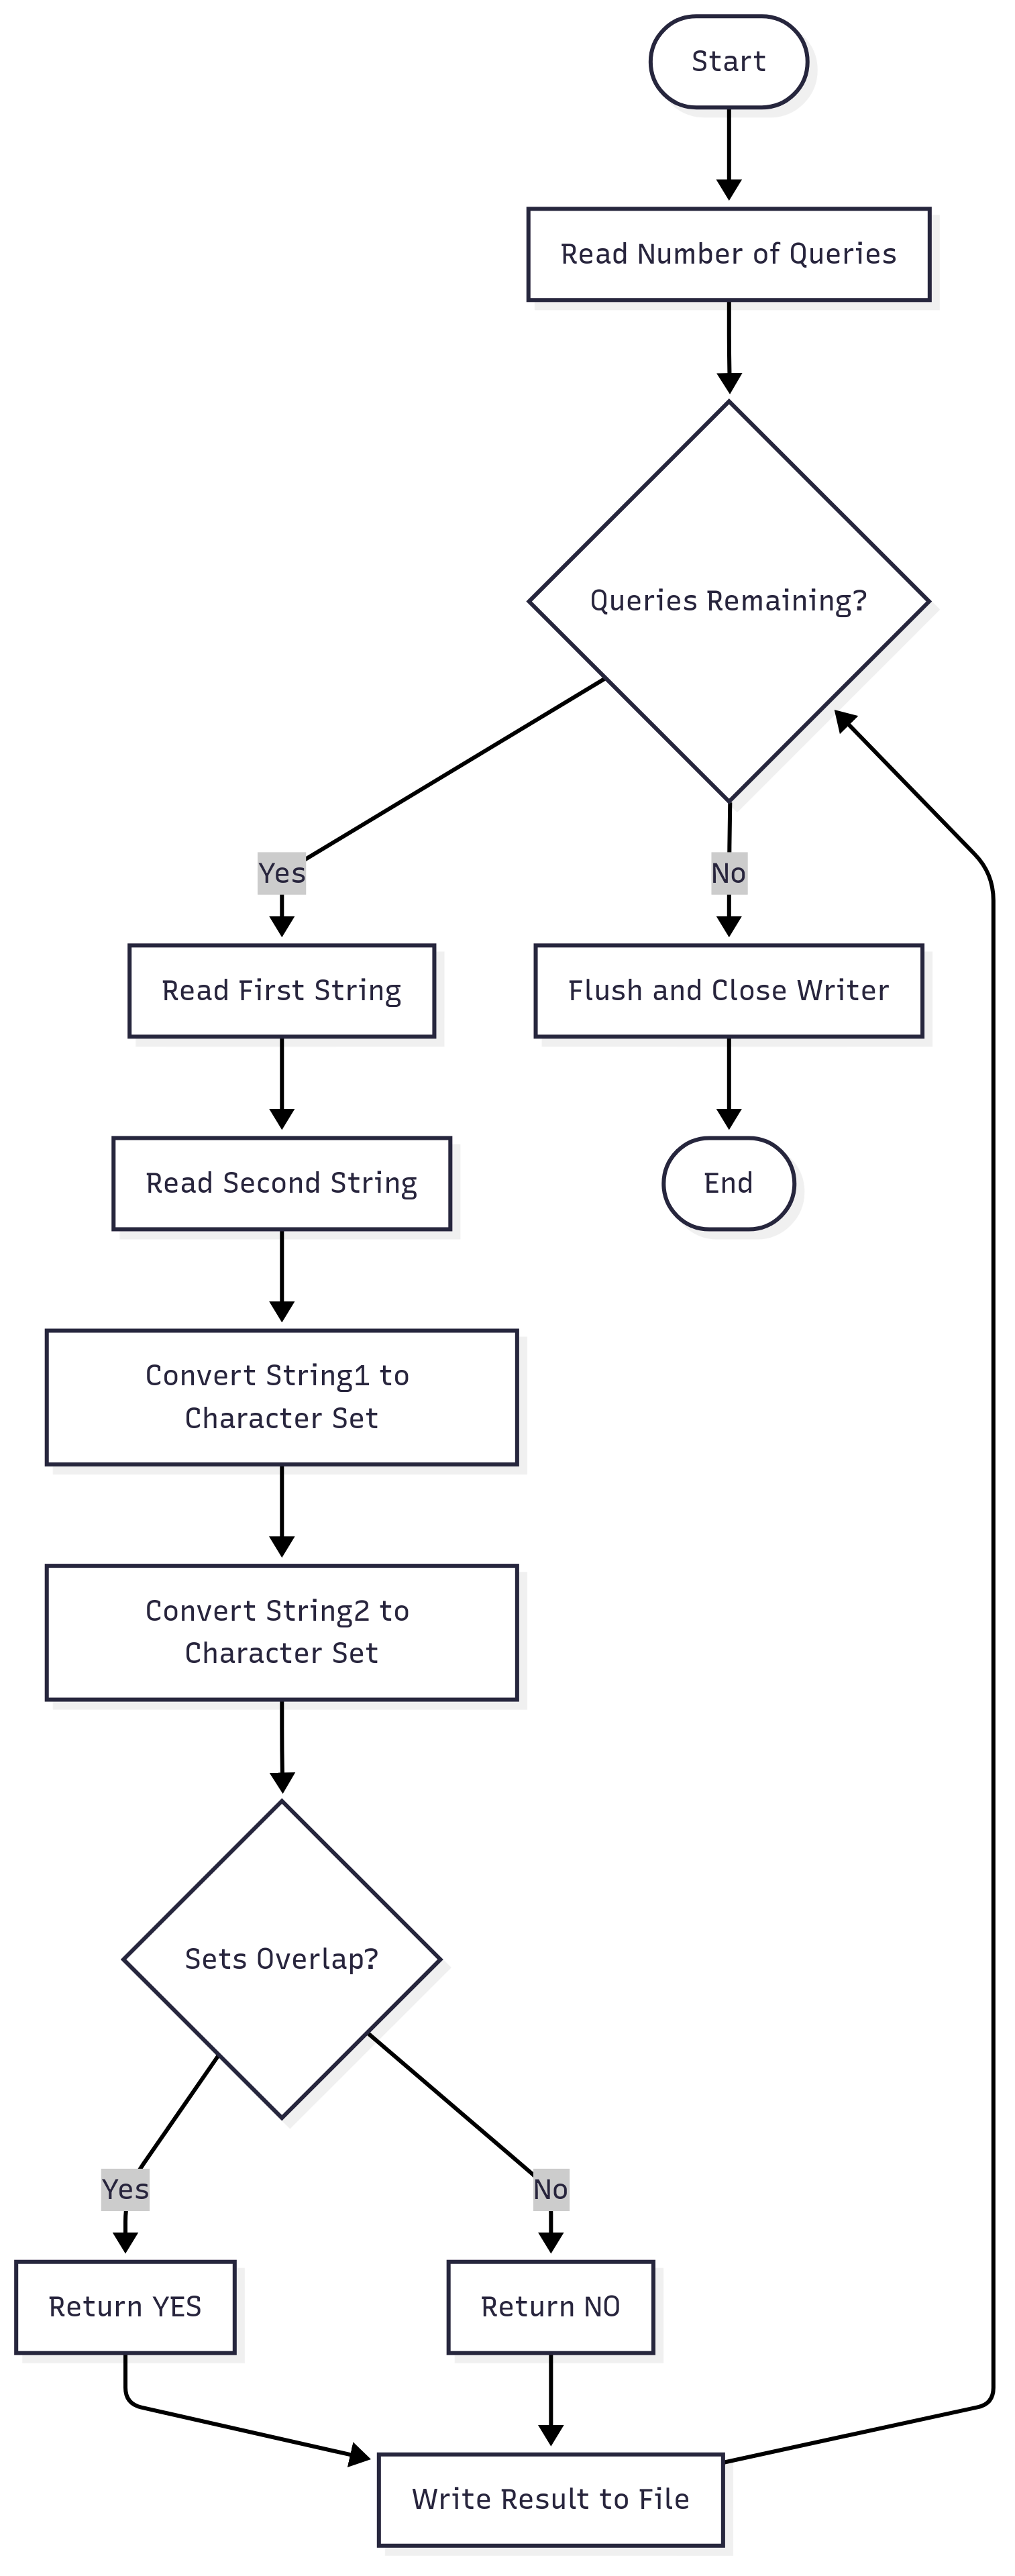 Start
Read Number of Queries
Queries Remaining?
Yes
No
Read First String
Flush and Close Writer
Read Second String
End
Convert String1 to
Character Set
Convert String2 to
Character Set
Sets Overlap?
Yes
No
Return YES
Return NO
Write Result to File